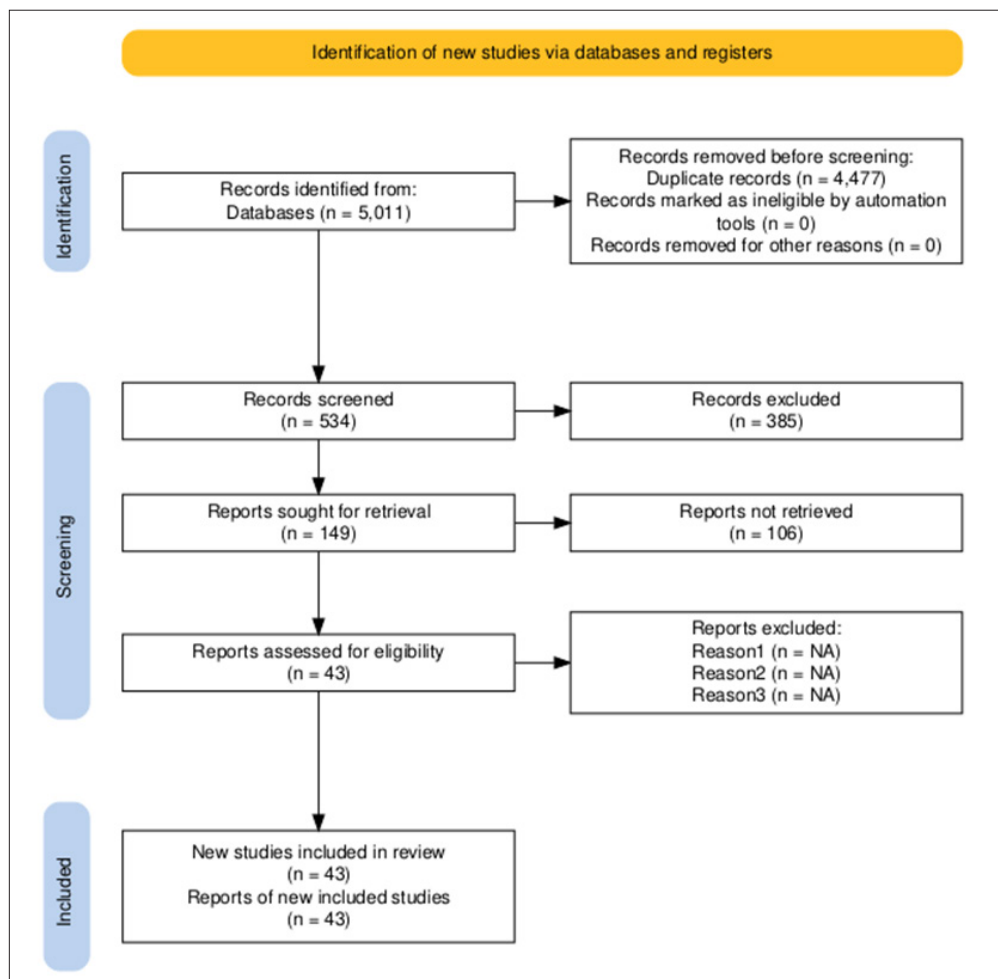 Identification of new studies via databases and registers
Identification
Records identified from:
Databases (n = 5,011)
Records removed before screening:
Duplicate records (n = 4,477)
Records marked as ineligible by automation
tools (n = 0)
Records removed for other reasons (n = 0)
Screening
Records screened
(n = 534)
Records excluded
(n = 385)
Reports sought for retrieval
(n = 149)
Reports not retrieved
(n = 106)
Reports assessed for eligibility
(n = 43)
Reports excluded:
Reason1 (n = NA)
Reason2 (n = NA)
Reason3 (n = NA)
Included
New studies included in review
(n = 43)
Reports of new included studies
(n = 43)